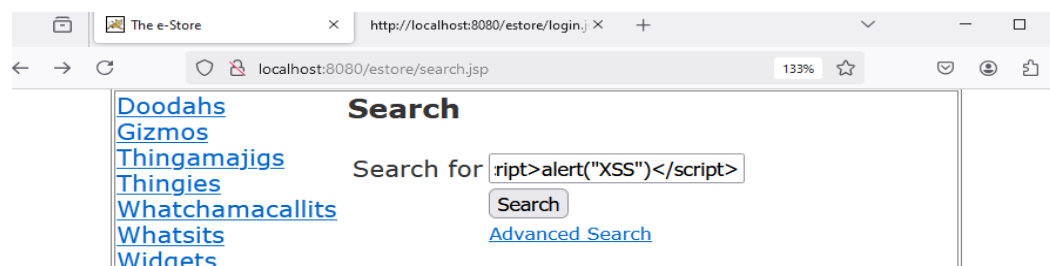 The e-Store
http://localhost:8080/estore/login.j
localhost:8080/estore/search.jsp
133%
Doodahs
Gizmos
Thingamajigs
Thingies
Whatchamacallits
Whatsits
Widgets
Search
Search for
ript>alert("XSS")</script>
Search
Advanced Search